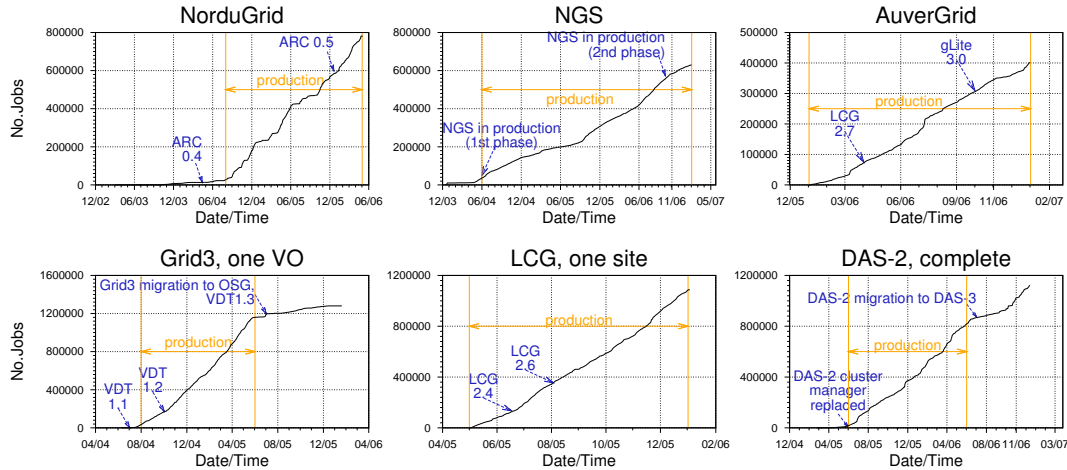 NorduGrid
No.Jobs
800000
600000
400000
200000
0
ARC 0.5
production
ARC
0.4
12/02 06/03 12/03 06/04 12/04 06/05 12/05 06/06
Date/Time
NGS
800000
600000
400000
200000
0
NGS in production
(2nd phase)
production
NGS in production
(1st phase)
12/03 06/04 12/04 06/05 12/05 06/06 11/06 05/07
Date/Time
AuverGrid
500000
400000
300000
200000
100000
0
gLite
3.0
production
LCG
2.7
12/05 03/06 06/06 09/06 11/06 02/07
Date/Time
Grid3, one VO
No.Jobs
1600000
1200000
800000
400000
0
Grid3 migration to OSG,
VDT1.3
production
VDT
1.2
VDT
1.1
04/04 08/04 12/04 04/05 08/05 12/05 04/06
Date/Time
LCG, one site
1200000
800000
400000
0
production
LCG
2.6
LCG
2.4
04/05 06/05 08/05 10/05 12/05 02/06
Date/Time
DAS-2, complete
1200000
800000
400000
0
DAS-2 migration to DAS-3
production
DAS-2 cluster
manager
replaced
12/04 04/05 08/05 12/05 04/06 08/06 11/06 03/07
Date/Time